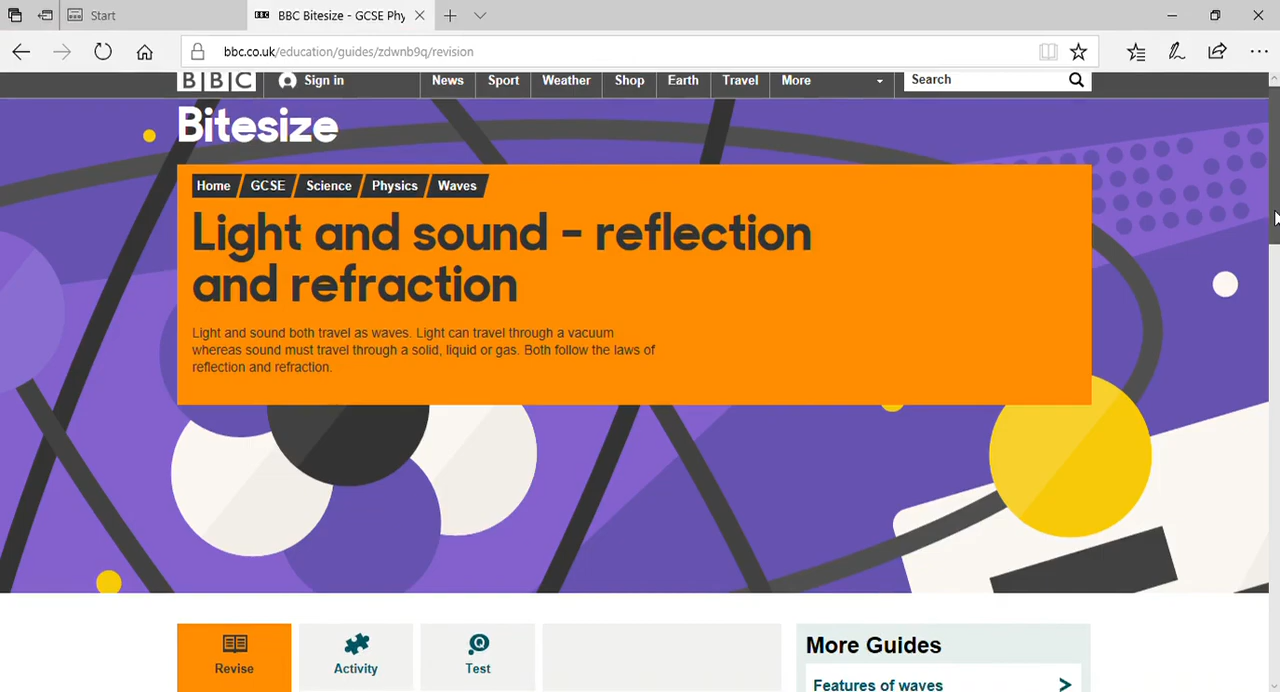 Start
BBC BBC Bitesize - GCSE Phy
bbc.co.uk/education/guides/zdwnb9q/revision
BBC Sign in News Sport Weather Shop Earth Travel More Search
Bitesize
Home GCSE Science Physics Waves
Light and sound - reflection
and refraction
Light and sound both travel as waves. Light can travel through a vacuum
whereas sound must travel through a solid, liquid or gas. Both follow the laws of
reflection and refraction.
Revise Activity Test
More Guides
Features of waves